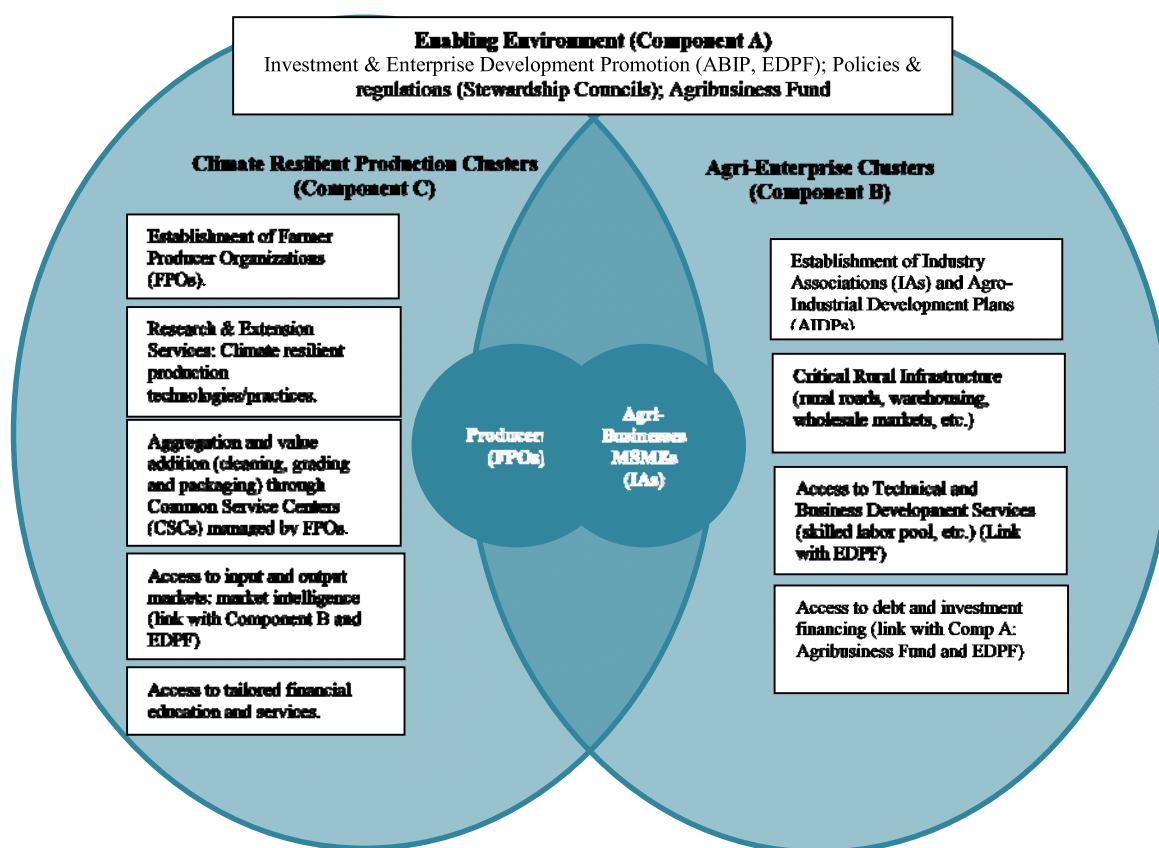 Enabling Environment (Component A)
Investment & Enterprise Development Promotion (ABIP, EDPF); Policies &
regulations (Stewardship Councils); Agribusiness Fund
Climate Resilient Production Clusters
(Component C)
Establishment of Farmer
Producer Organizations
(FPOs).
Research & Extension
Services: Climate resilient
production
technologies/practices.
Aggregation and value
addition (cleaning, grading
and packaging) through
Common Service Centers
(CSCs) managed by FPOs.
Access to input and output
markets: market intelligence
(link with Component B and
EDPF)
Access to tailored financial
education and services.
Producer
(FPOs)
Agri-
Businesses
MSMEs
(IAs)
Agri-Enterprise Clusters
(Component B)
Establishment of Industry
Associations (IAs) and Agro-
Industrial Development Plans
(AIDPs)
Critical Rural Infrastructure
(rural roads, warehousing,
wholesale markets, etc.)
Access to Technical and
Business Development Services
(skilled labor pool, etc.) (Link
with EDPF)
Access to debt and investment
financing (link with Comp A:
Agribusiness Fund and EDPF)